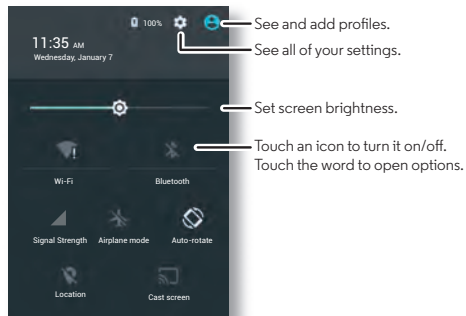 100%
See and add profiles.
11:35 AM
See all of your settings.
Wednesday, January 7
Set screen brightness.
Touch an icon to turn it on/off.
Touch the word to open options.
Wi-Fi
Bluetooth
Signal Strength
Airplane mode
Auto-rotate
Location
Cast screen